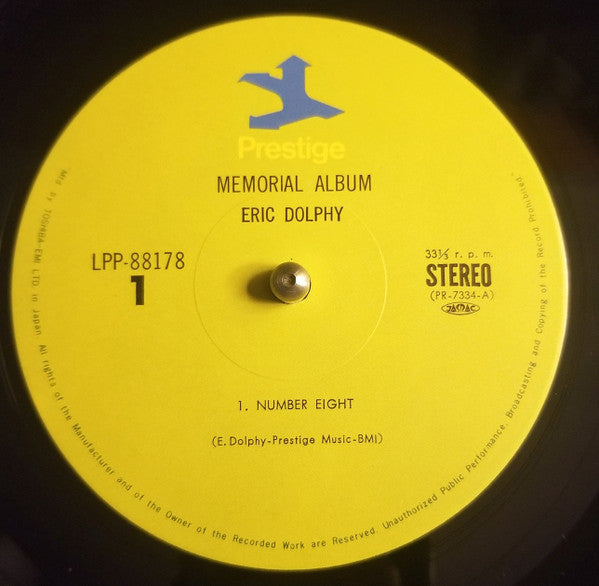 Prestige
MEMORIAL ALBUM
ERIC DOLPHY
LPP-88178
1
33⅓ r. p. m.
STEREO
(PR-7334-A)
JASRAC
1. NUMBER EIGHT
(E. Dolphy-Prestige Music-BMI)
Mfd by TOSHIBA-EMI LTD in Japan. All rights of the Manufacturer and of the Owner of the Recorded Work are Reserved. Unauthorized Public Performance, Broadcasting and Copying of the Record Prohibited.